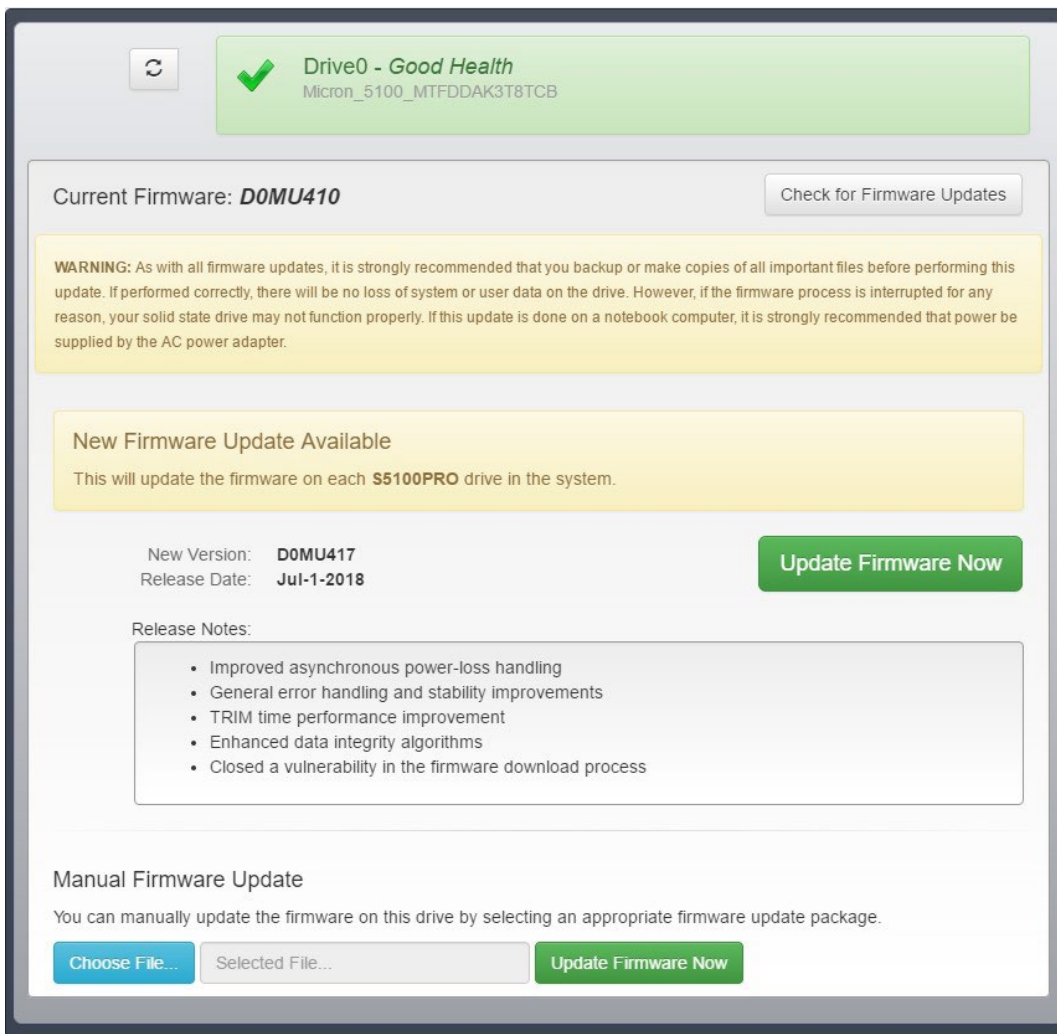 Drive0 - Good Health
Micron_5100_MTFDDAK3T8TCB
Current Firmware: D0MU410
Check for Firmware Updates
WARNING: As with all firmware updates, it is strongly recommended that you backup or make copies of all important files before performing this
update. If performed correctly, there will be no loss of system or user data on the drive. However, if the firmware process is interrupted for any
reason, your solid state drive may not function properly. If this update is done on a notebook computer, it is strongly recommended that power be
supplied by the AC power adapter.
New Firmware Update Available
This will update the firmware on each S5100PRO drive in the system.
New Version: D0MU417
Release Date: Jul-1-2018
Update Firmware Now
Release Notes:
• Improved asynchronous power-loss handling
• General error handling and stability improvements
• TRIM time performance improvement
• Enhanced data integrity algorithms
• Closed a vulnerability in the firmware download process
Manual Firmware Update
You can manually update the firmware on this drive by selecting an appropriate firmware update package.
Choose File... Selected File... Update Firmware Now